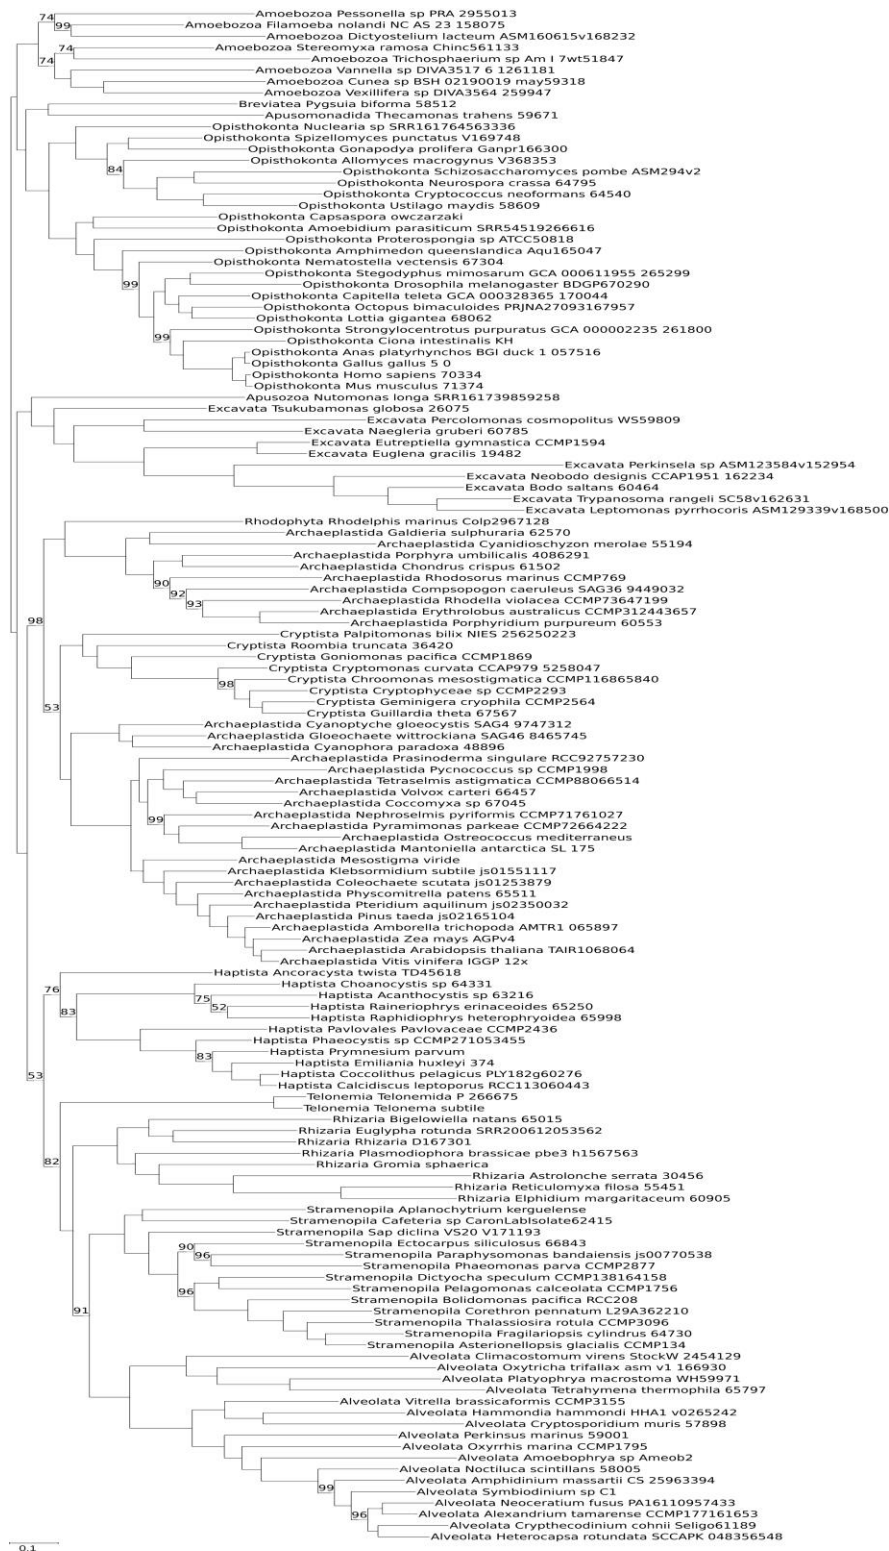 Amoebozoa Pessonella sp PRA 2955013
74
Amoebozoa Filamoeba nolandi NC AS 23 158075
99
Amoebozoa Dictyostelium lacteum ASM160615v168232
Amoebozoa Stereomyxa ramosa Chinc561133
74
Amoebozoa Trichosphaerium sp Am I 7wt51847
74
Amoebozoa Vannella sp DIVA3517 6 1261181
Amoebozoa Cunea sp BSH 02190019 may59318
Amoebozoa Vexillifera sp DIVA3564 259947
Breviatea Pygsuia biforma 58512
Apusomonadida Thecamonas trahens 59671
Opisthokonta Nuclearia sp SRR161764563336
Opisthokonta Spizellomyces punctatus V169748
Opisthokonta Gonapodya prolifera Ganpr166300
Opisthokonta Allomyces macrogynus V368353
84
Opisthokonta Schizosaccharomyces pombe ASM294v2
Opisthokonta Neurospora crassa 64795
Opisthokonta Cryptococcus neoformans 64540
Opisthokonta Ustilago maydis 58609
Opisthokonta Capsaspora owczarzaki
Opisthokonta Amoebidium parasiticum SRR54519266616
Opisthokonta Proterospongia sp ATCC50818
Opisthokonta Amphimedon queenslandica Aqu165047
Opisthokonta Nematostella vectensis 67304
Opisthokonta Stegodyphus mimosarum GCA 000611955 265299
99
Opisthokonta Drosophila melanogaster BDGP670290
Opisthokonta Capitella teleta GCA 000328365 170044
Opisthokonta Octopus bimaculoides PRJNA27093167957
Opisthokonta Lottia gigantea 68062
Opisthokonta Strongylocentrotus purpuratus GCA 000002235 261800
99
Opisthokonta Ciona intestinalis KH
Opisthokonta Anas platyrhynchos BGI duck 1 057516
Opisthokonta Gallus gallus 5 0
Opisthokonta Homo sapiens 70334
Opisthokonta Mus musculus 71374
Apusozoa Nutomonas longa SRR161739859258
Excavata Tsukubamonas globosa 26075
Excavata Percolomonas cosmopolitus WS59809
Excavata Naegleria gruberi 60785
Excavata Eutreptiella gymnastica CCMP1594
Excavata Euglena gracilis 19482
Excavata Perkinsela sp ASM123584v152954
Excavata Neobodo designis CCAP1951 162234
Excavata Bodo saltans 60464
Excavata Trypanosoma rangeli SC58v162631
Excavata Leptomonas pyrrhocoris ASM129339v168500
Rhodophyta Rhodelphis marinus Colp2967128
Archaeplastida Galdieria sulphuraria 62570
Archaeplastida Cyanidioschyzon merolae 55194
Archaeplastida Porphyra umbilicalis 4086291
Archaeplastida Chondrus crispus 61502
90
Archaeplastida Rhodosorus marinus CCMP769
92
Archaeplastida Compsopogon caeruleus SAG36 9449032
Archaeplastida Rhodella violacea CCMP73647199
93
Archaeplastida Erythrolobus australicus CCMP312443657
98
Archaeplastida Porphyridium purpureum 60553
Cryptista Palpitomonas bilix NIES 256250223
Cryptista Roombia truncata 36420
Cryptista Goniomonas pacifica CCMP1869
Cryptista Cryptomonas curvata CCAP979 5258047
98
Cryptista Chroomonas mesostigmatica CCMP116865840
Cryptista Cryptophyceae sp CCMP2293
Cryptista Geminigera cryophila CCMP2564
53
Cryptista Guillardia theta 67567
Archaeplastida Cyanoptyche gloeocystis SAG4 9747312
Archaeplastida Gloeochaete wittrockiana SAG46 8465745
Archaeplastida Cyanophora paradoxa 48896
Archaeplastida Prasinoderma singulare RCC92757230
Archaeplastida Pycnococcus sp CCMP1998
Archaeplastida Tetraselmis astigmatica CCMP88066514
Archaeplastida Volvox carteri 66457
Archaeplastida Coccomyxa sp 67045
Archaeplastida Nephroselmis pyriformis CCMP71761027
99
Archaeplastida Pyramimonas parkeae CCMP72664222
Archaeplastida Ostreococcus mediterraneus
Archaeplastida Mantoniella antarctica SL 175
Archaeplastida Mesostigma viride
Archaeplastida Klebsormidium subtile js01551117
Archaeplastida Coleochaete scutata js01253879
Archaeplastida Physcomitrella patens 65511
Archaeplastida Pteridium aquilinum js02350032
Archaeplastida Pinus taeda js02165104
Archaeplastida Amborella trichopoda AMTR1 065897
Archaeplastida Zea mays AGPv4
Archaeplastida Arabidopsis thaliana TAIR1068064
Archaeplastida Vitis vinifera IGGP 12x
Haptista Ancoracysta twista TD45618
Haptista Choanocystis sp 64331
76
Haptista Acanthocystis sp 63216
75
Haptista Raineriophrys erinaceoides 65250
52
83
Haptista Raphidiophrys heterophryoidea 65998
Haptista Pavlovales Pavlovaceae CCMP2436
Haptista Phaeocystis sp CCMP271053455
Haptista Prymnesium parvum
83
53
Haptista Emiliania huxleyi 374
Haptista Coccolithus pelagicus PLY182g60276
Haptista Calcidiscus leptoporus RCC113060443
Telonemia Telonemida P 266675
Telonemia Telonema subtile
Rhizaria Bigelowiella natans 65015
Rhizaria Euglypha rotunda SRR200612053562
Rhizaria Rhizaria D167301
Rhizaria Plasmodiophora brassicae pbe3 h1567563
82
Rhizaria Gromia sphaerica
Rhizaria Astrolonche serrata 30456
Rhizaria Reticulomyxa filosa 55451
Rhizaria Elphidium margaritaceum 60905
Stramenopila Aplanochytrium kerguelense
Stramenopila Cafeteria sp CaronLabIsolate62415
Stramenopila Sap diclina VS20 V171193
Stramenopila Ectocarpus siliculosus 66843
90
Stramenopila Paraphysomonas bandaiensis js00770538
96
Stramenopila Phaeomonas parva CCMP2877
Stramenopila Dictyocha speculum CCMP138164158
96
Stramenopila Pelagomonas calceolata CCMP1756
Stramenopila Bolidomonas pacifica RCC208
91
Stramenopila Corethron pennatum L29A362210
Stramenopila Thalassiosira rotula CCMP3096
Stramenopila Fragilariopsis cylindrus 64730
Stramenopila Asterionellopsis glacialis CCMP134
Alveolata Climacostomum virens StockW 2454129
Alveolata Oxytricha trifallax asm v1 166930
Alveolata Platyophrya macrostoma WH59971
Alveolata Tetrahymena thermophila 65797
Alveolata Vitrella brassicaformis CCMP3155
Alveolata Hammondia hammondi HHA1 v0265242
Alveolata Cryptosporidium muris 57898
Alveolata Perkinsus marinus 59001
Alveolata Oxyrrhis marina CCMP1795
Alveolata Amoebophrya sp Ameob2
Alveolata Noctiluca scintillans 58005
Alveolata Amphidinium massartii CS 25963394
99
Alveolata Symbiodinium sp C1
Alveolata Neoceratium fusus PA16110957433
96
Alveolata Alexandrium tamarense CCMP177161653
Alveolata Crypthecodinium cohnii Seligo61189
Alveolata Heterocapsa rotundata SCCAPK 048356548
0.1